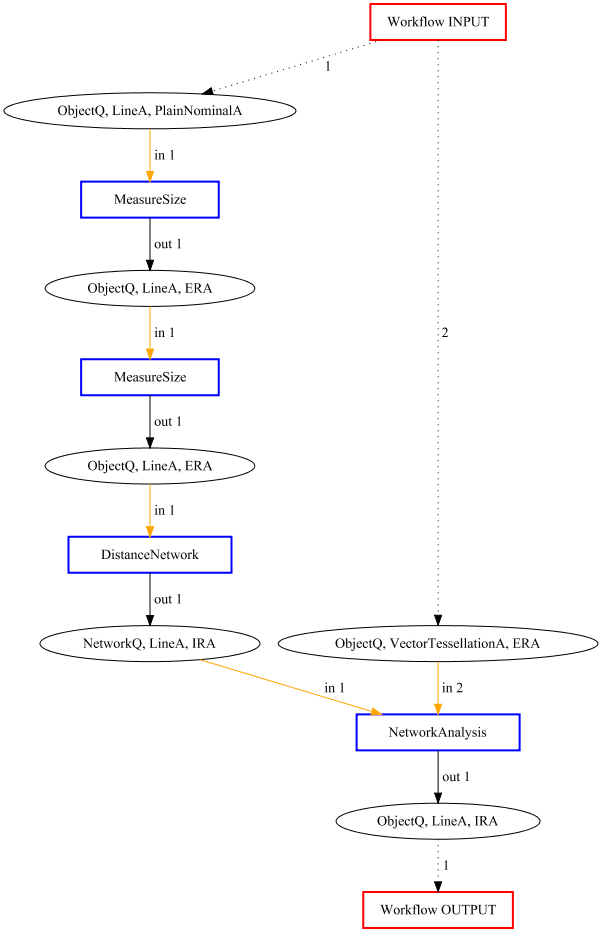 Workflow INPUT
1
ObjectQ, LineA, PlainNominalA
in 1
MeasureSize
out 1
ObjectQ, LineA, ERA
in 1
2
MeasureSize
out 1
ObjectQ, LineA, ERA
in 1
DistanceNetwork
out 1
NetworkQ, LineA, IRA
ObjectQ, VectorTessellationA, ERA
in 1
in 2
NetworkAnalysis
out 1
ObjectQ, LineA, IRA
1
Workflow OUTPUT